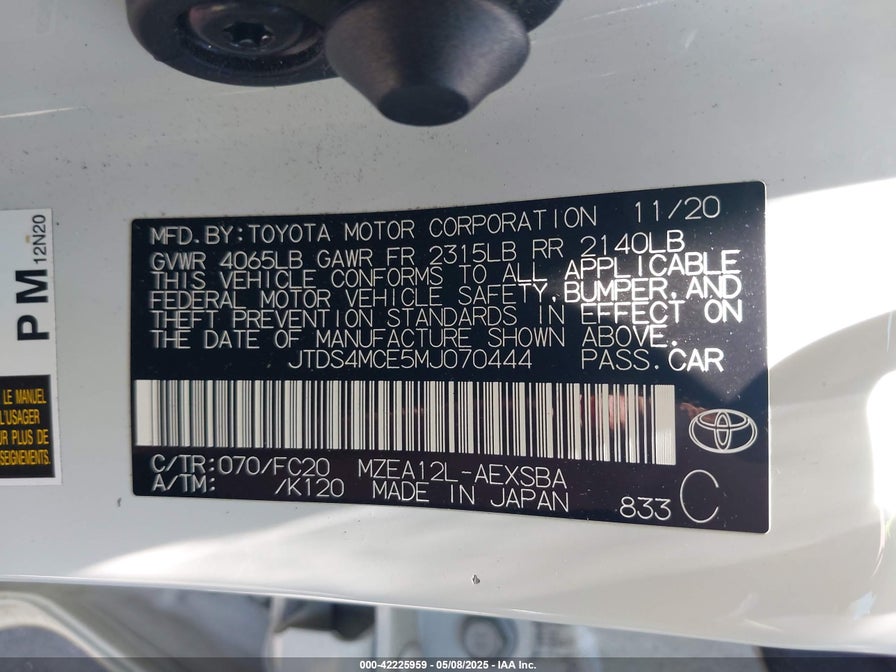 MFD. BY: TOYOTA MOTOR CORPORATION 11/20
GVWR 4065LB GAWR FR 2315LB RR 2140LB
THIS VEHICLE CONFORMS TO ALL APPLICABLE
FEDERAL MOTOR VEHICLE SAFETY, BUMPER, AND
THEFT PREVENTION STANDARDS IN EFFECT ON
THE DATE OF MANUFACTURE SHOWN ABOVE.
JTDS4MCE5MJ070444 PASS. CAR
C/TR: 070/FC20 MZEA12L-AEXSBA
A/TM: /K120 MADE IN JAPAN 833 C
PM 12N20
LE MANUEL
L'USAGER
UR PLUS DE
SEIGNEMENTS
000-42225959 - 05/08/2025 - IAA Inc.